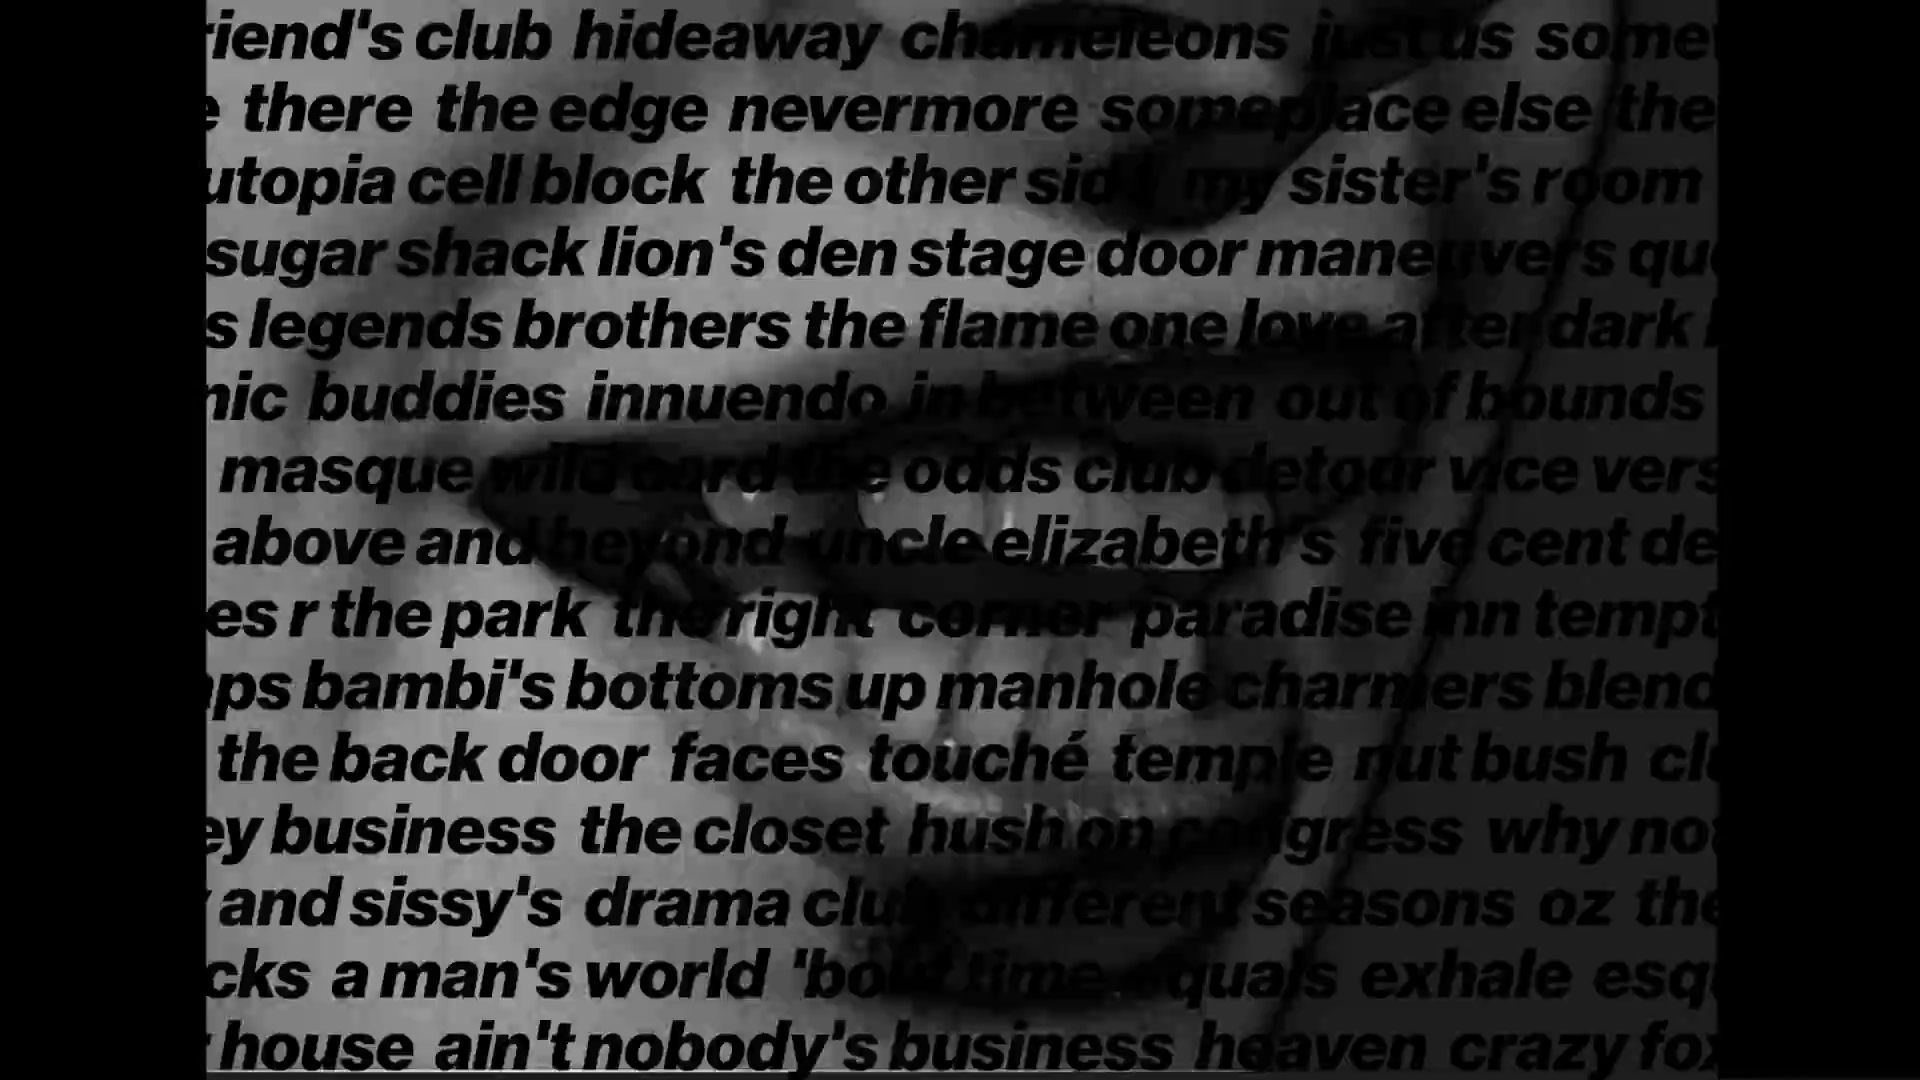 riend's club hideaway chameleons just us somew
e there the edge nevermore someplace else the
utopia cell block the other side my sister's room
sugar shack lion's den stage door maneuvers que
s legends brothers the flame one love after dark
nic buddies innuendo in between out of bounds
masque wild card the odds club detour vice vers
above and beyond uncle elizabeth's five cent de
es r the park the right corner paradise inn tempt
ps bambi's bottoms up manhole charmers blend
the back door faces touché temple nutbush clu
ey business the closet hush on congress why not
and sissy's drama club different seasons oz the
cks a man's world 'bout time equals exhale esq
house ain't nobody's business heaven crazy fox